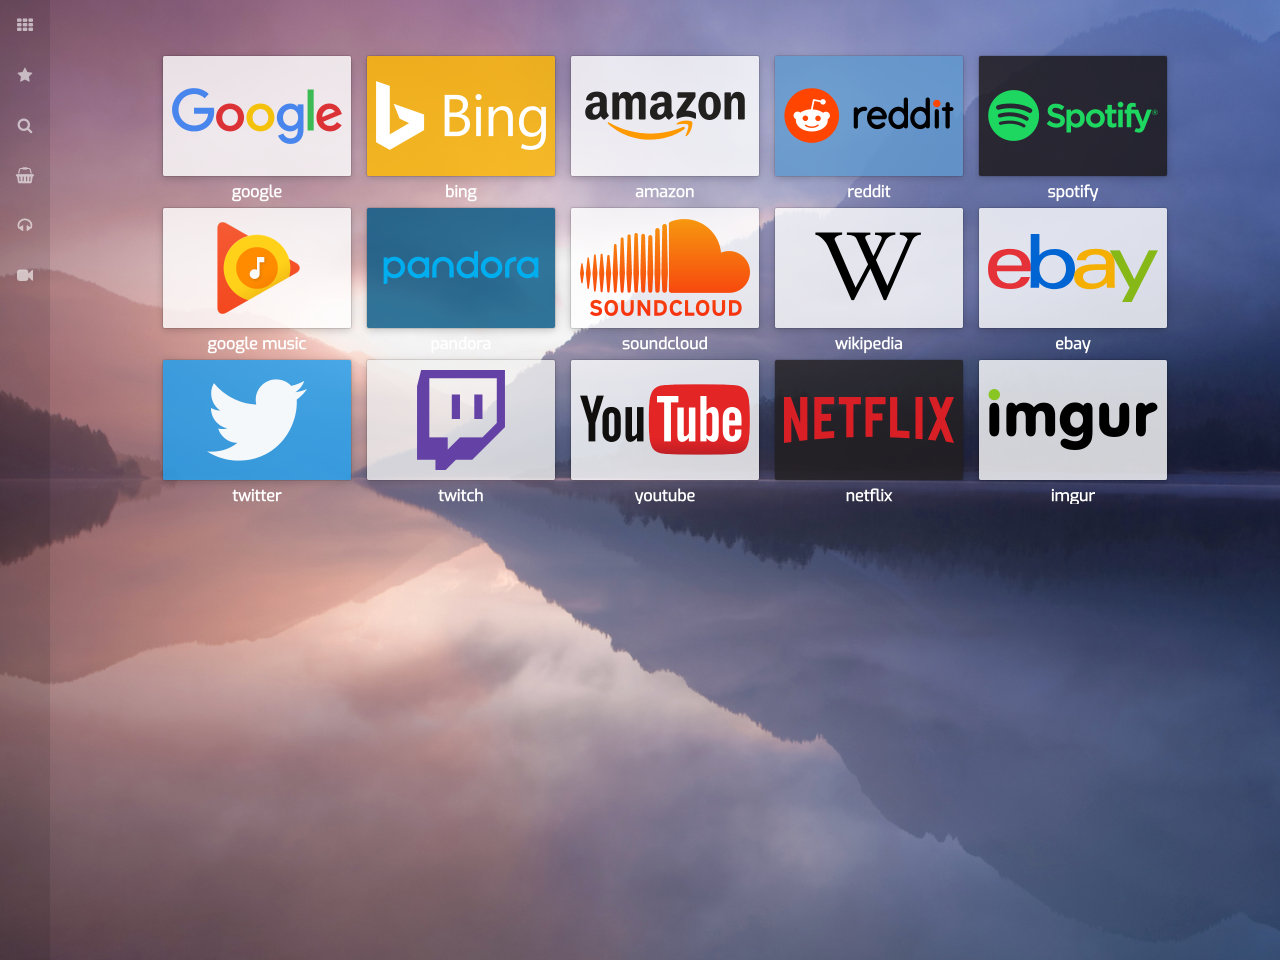 Google
Bing
amazon
reddit
Spotify®
google
bing
amazon
reddit
spotify
pandora
SOUNDCLOUD
W
ebay
google music
pandora
soundcloud
wikipedia
ebay
YouTube
NETFLIX
imgur
twitter
twitch
youtube
netflix
imgur